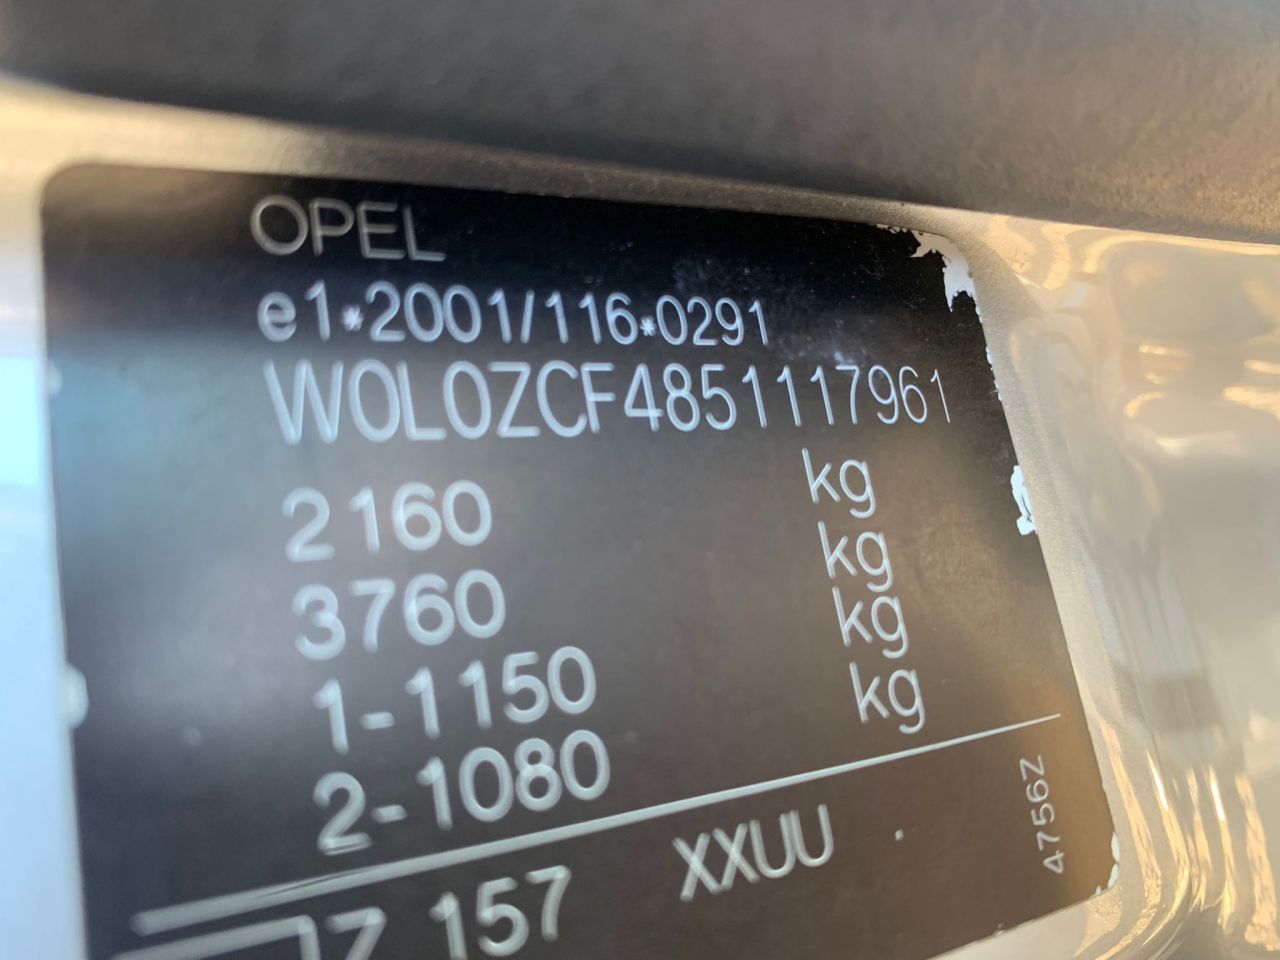 OPEL
e1*2001/116*0291
W0L0ZCF4851117961
2160 kg
3760 kg
1-1150 kg
2-1080 kg
Z 157 XXUU
4756Z